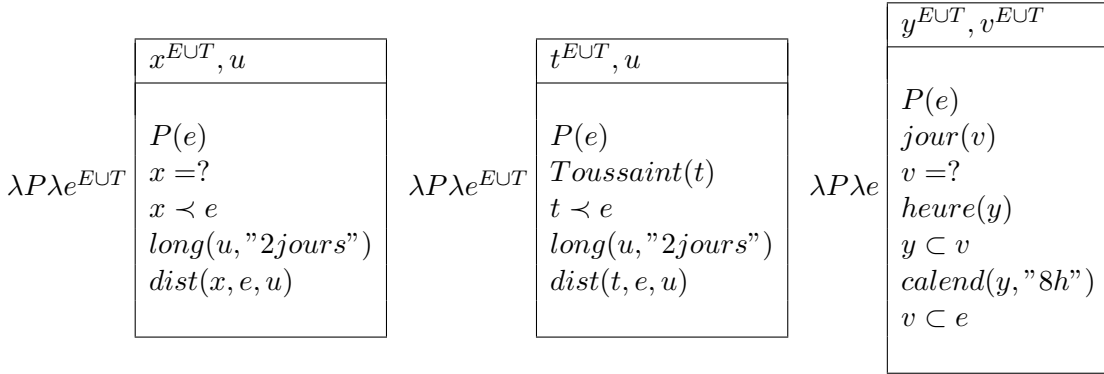 λPλe^{E∪T}
x^{E∪T}, u
P(e)
x =?
x ≺ e
long(u, ”2jours”)
dist(x, e, u)
λPλe^{E∪T}
t^{E∪T}, u
P(e)
Toussaint(t)
t ≺ e
long(u, ”2jours”)
dist(t, e, u)
λPλe
y^{E∪T}, v^{E∪T}
P(e)
jour(v)
v =?
heure(y)
y ⊂ v
calend(y, ”8h”)
v ⊂ e